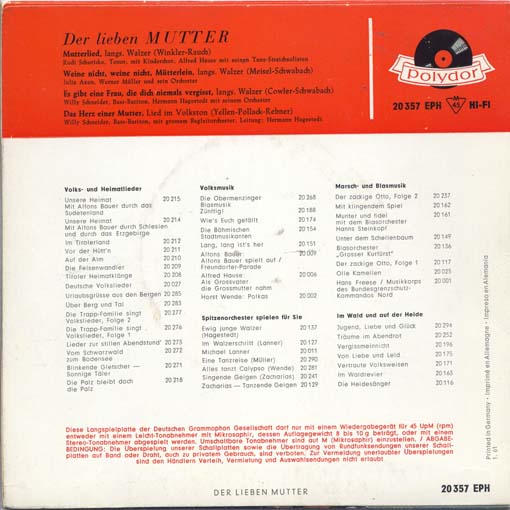 Der lieben MUTTER
Mutterlied, langs. Walzer (Winkler-Rauch)
Rudi Schuricke, Tenor, mit Kinderchor, Alfred Hause mit seinen Tanz-Streichsolisten
Weine nicht, weine nicht, Mütterlein, langs. Walzer (Meisel-Schwabach)
Julia Axen, Werner Müller und sein Orchester
Es gibt eine Frau, die dich niemals vergisst, langs. Walzer (Cowler-Schwabach)
Willy Schneider, Bass-Bariton, Hermann Hagestedt mit seinem Orchester
Das Herz einer Mutter, Lied im Volkston (Yellen-Pollack-Rebner)
Willy Schneider, Bass-Bariton, mit grossem Begleitorchester, Leitung: Hermann Hagestedt
Polydor
20 357 EPH M 45 HI-FI
Volks- und Heimatlieder
Unsere Heimat 20 215
Mit Alfons Bauer durch das
Sudetenland
Unsere Heimat 20 214
Mit Alfons Bauer durch Schlesien
und durch das Erzgebirge
Im Tirolerland 20 212
Vor der Hütt'n 20 211
Auf der Alm 20 210
Die Felsenwandler 20 209
Tiroler Heimatklänge 20 208
Deutsche Volkslieder 20 027
Urlaubsgrüsse aus den Bergen 20 285
Über Berg und Tal 20 283
Die Trapp-Familie singt 20 277
Volkslieder, Folge 2
Die Trapp-Familie singt 20 276
Volkslieder, Folge 1
Lieder zur stillen Abendstund' 20 273
Vom Schwarzwald 20 272
zum Bodensee
Blinkende Gletscher — 20 271
Sonnige Täler
Die Palz bleibt doch 20 218
die Palz
Volksmusik
Die Obermenzinger 20 268
Blasmusik
Zünftig! 20 188
Wie's Euch gefällt 20 174
Die Böhmischen 20 154
Stadtmusikanten
Lang, lang ist's her 20 151
Alfons Bauer: 20 009
Alfons Bauer spielt auf /
Freundorfer-Parade
Alfred Hause: 20 006
Als Grossvater
die Grossmutter nahm
Horst Wende: Polkas 20 002
Spitzenorchester spielen für Sie
Ewig junge Walzer 20 137
(Hagestedt)
Im Walzerschritt (Lanner) 20 127
Michael Lanner 20 011
Eine Tanzreise (Müller) 20 290
Alles tanzt Calypso (Wende) 20 281
Singende Geigen (Zacharias) 20 241
Zacharias — Tanzende Geigen 20 129
Marsch- und Blasmusik
Der zackige Otto, Folge 2 20 237
Mit klingendem Spiel 20 162
Munter und fidel 20 161
mit dem Blasorchester
Hanns Steinkopf
Unter dem Schellenbaum 20 149
Blasorchester 20 136
„Grosser Kurfürst"
Der zackige Otto, Folge 1 20 117
Olle Kamellen 20 025
Hans Freese / Musikkorps 20 001
des Bundesgrenzschutz-
Kommandos Nord
Im Wald und auf der Heide
Jugend, Liebe und Glück 20 294
Träume im Abendrot 20 252
Vergissmeinnicht 20 196
Von Liebe und Leid 20 175
Vertraute Volksweisen 20 171
Im Waldrevier 20 163
Die Heidesänger 20 116
Diese Langspielplatte der Deutschen Grammophon Gesellschaft darf nur mit einem Wiedergabegerät für 45 UpM (rpm)
entweder mit einem Leicht-Tonabnehmer mit Mikrosaphir, dessen Auflagegewicht 8 bis 10 g beträgt, oder mit einem
Stereo-Tonabnehmer abgespielt werden. Umschaltbare Tonabnehmer sind auf M (Mikrosaphir) einzustellen. / ABGABE-
BEDINGUNG: Die Überspielung unserer Schallplatten sowie die Übertragung von Rundfunksendungen unserer Schall-
platten auf Band oder Draht, auch zu privatem Gebrauch, sind verboten. Zur Vermeidung unerlaubter Überspielungen
sind den Händlern Verleih, Vermietung und Auswahlsendungen nicht erlaubt
Printed in Germany - Imprimé en Allemagne - Impreso en Alemania
1. 61
DER LIEBEN MUTTER
20 357 EPH